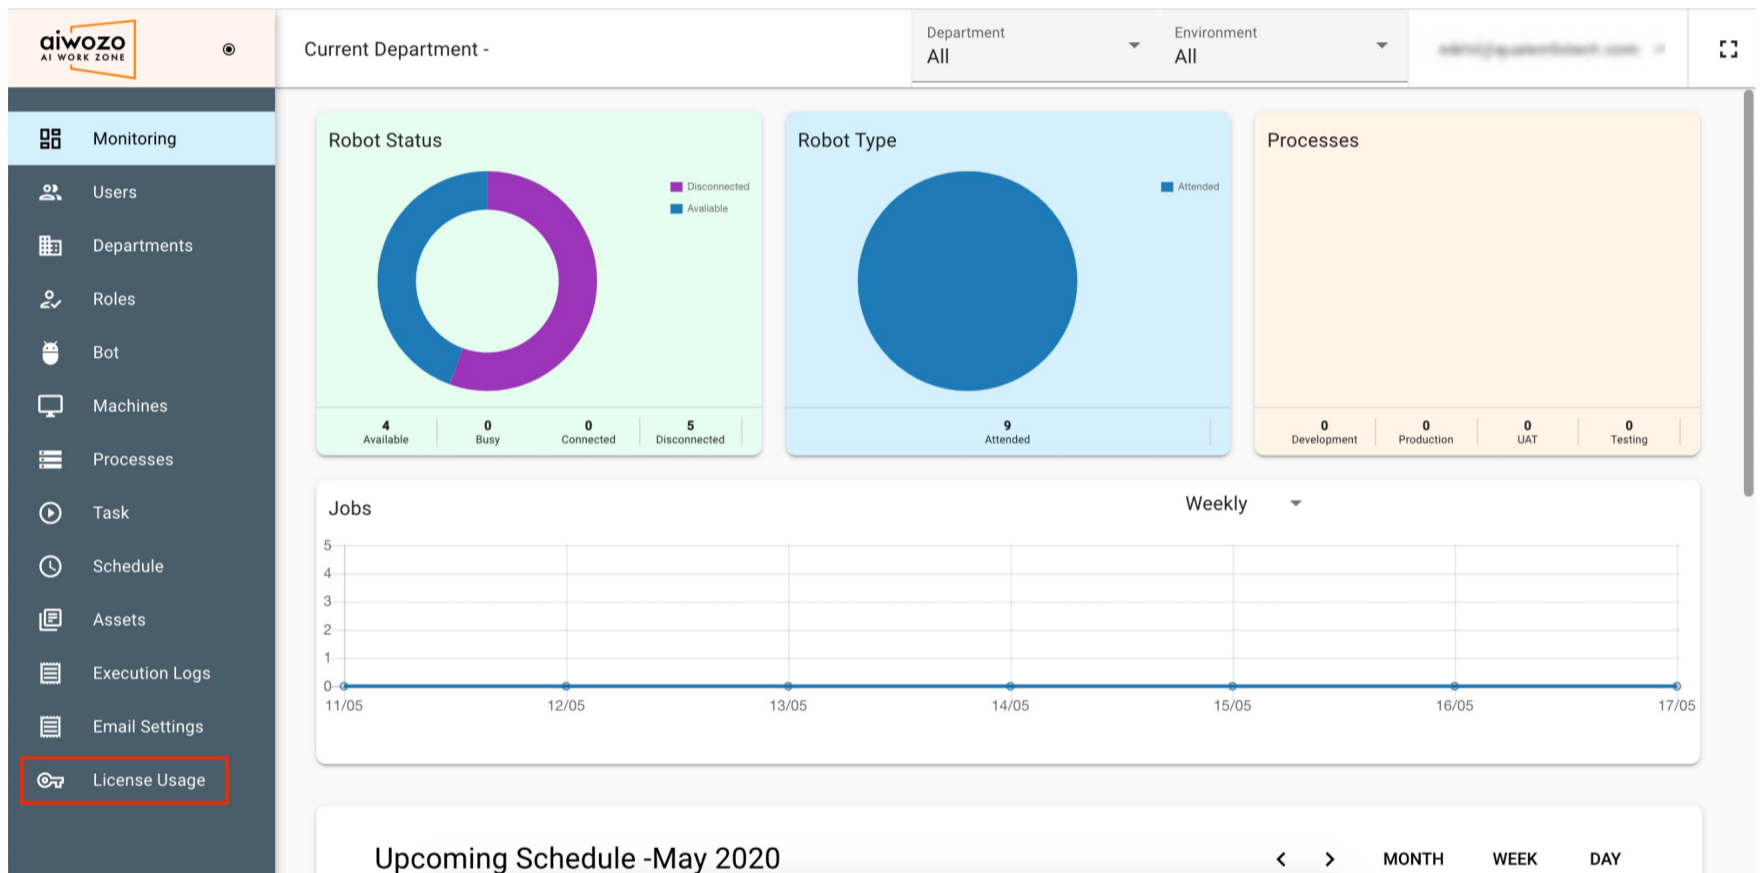 aiwozo
AI WORK ZONE
Current Department -
Department
All
Environment
All
Monitoring
Users
Departments
Roles
Bot
Machines
Processes
Task
Schedule
Assets
Execution Logs
Email Settings
License Usage
Robot Status
Disconnected
Avaliable
4
Available
0
Busy
0
Connected
5
Disconnected
Robot Type
Attended
9
Attended
Processes
0
Development
0
Production
0
UAT
0
Testing
Jobs
Weekly
5
4
3
2
1
0
11/05 12/05 13/05 14/05 15/05 16/05 17/05
Upcoming Schedule -May 2020
MONTH WEEK DAY